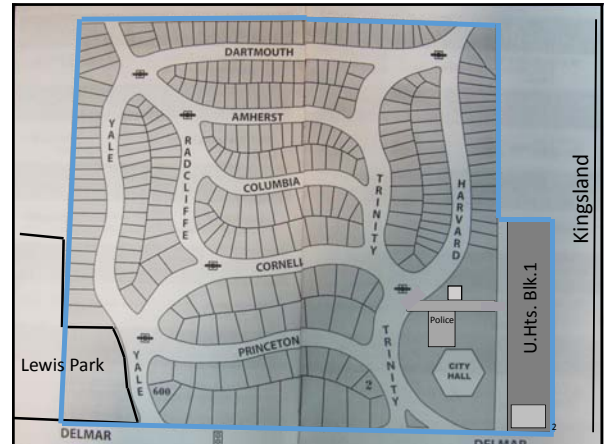 DARTMOUTH
AMHERST
YALE
RADCLIFFE
COLUMBIA
TRINITY
HARVARD
Kingsland
CORNELL
U.Hts. Blk.1
Police
PRINCETON
TRINITY
Lewis Park
YALE
600
2
CITY
HALL
2
DELMAR
DELMAR